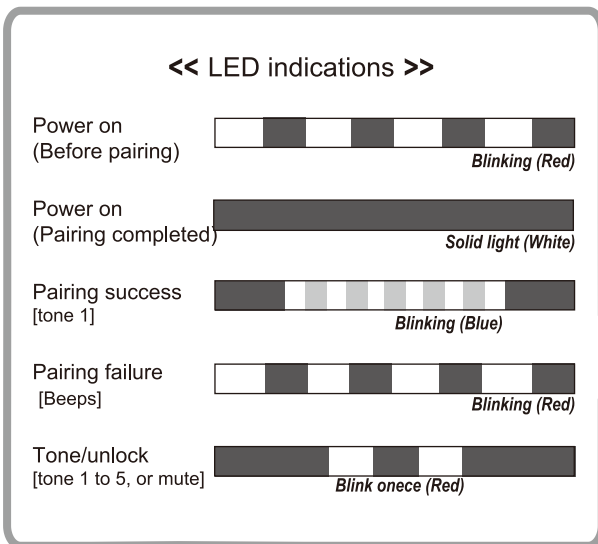 << LED indications >>
Power on
(Before pairing)
Blinking (Red)
Power on
(Pairing completed)
Solid light (White)
Pairing success
[tone 1]
Blinking (Blue)
Pairing failure
[Beeps]
Blinking (Red)
Tone/unlock
[tone 1 to 5, or mute]
Blink onece (Red)